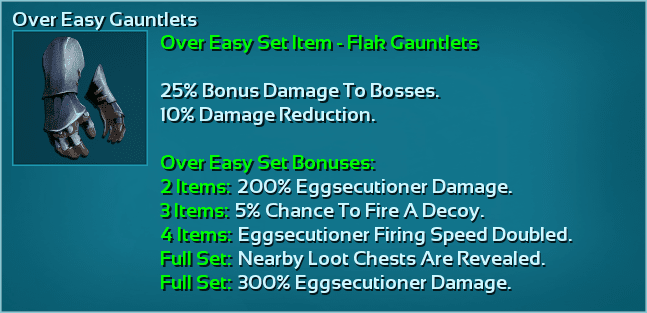 Over Easy Gauntlets
Over Easy Set Item - Flak Gauntlets
25% Bonus Damage To Bosses.
10% Damage Reduction.
Over Easy Set Bonuses:
2 Items: 200% Eggsecutioner Damage.
3 Items: 5% Chance To Fire A Decoy.
4 Items: Eggsecutioner Firing Speed Doubled.
Full Set: Nearby Loot Chests Are Revealed.
Full Set: 300% Eggsecutioner Damage.